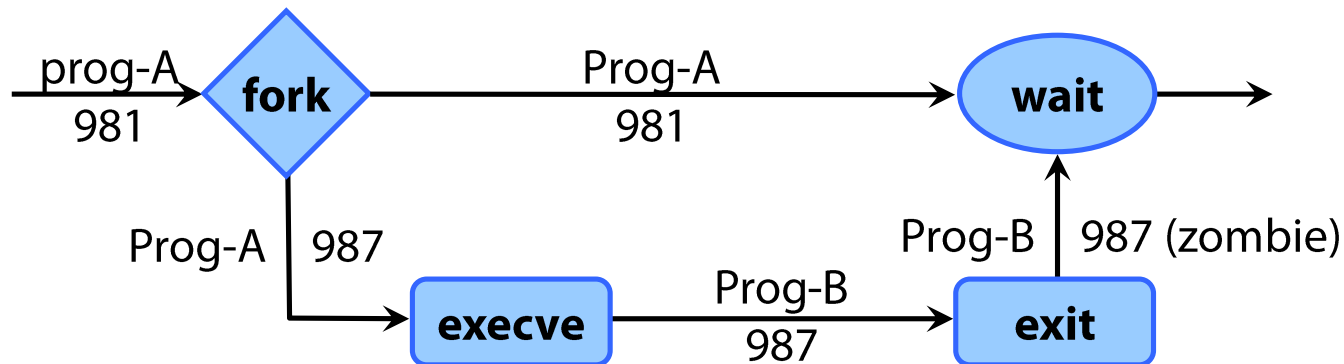 prog-A
981
fork
Prog-A
981
wait
Prog-A 987
Prog-B 987 (zombie)
execve
Prog-B
987
exit